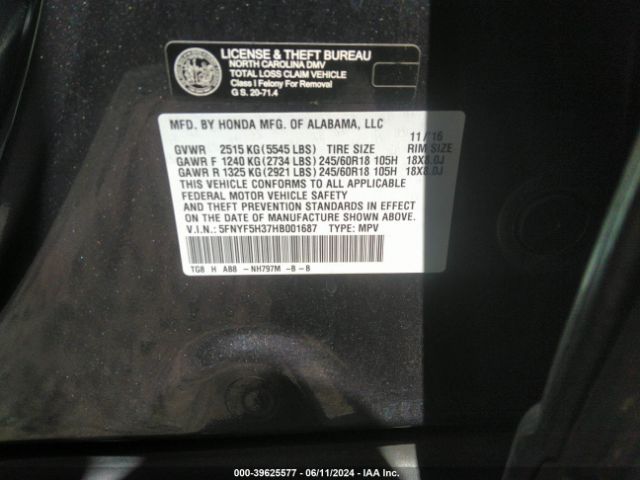 LICENSE & THEFT BUREAU
NORTH CAROLINA DMV
TOTAL LOSS CLAIM VEHICLE
Class I Felony For Removal
G.S. 20-71.4
MFD. BY HONDA MFG. OF ALABAMA, LLC
11/16
GVWR 2515 KG (5545 LBS) TIRE SIZE RIM SIZE
GAWR F 1240 KG (2734 LBS) 245/60R18 105H 18X8.0J
GAWR R 1325 KG (2921 LBS) 245/60R18 105H 18X8.0J
THIS VEHICLE CONFORMS TO ALL APPLICABLE
FEDERAL MOTOR VEHICLE SAFETY
AND THEFT PREVENTION STANDARDS IN EFFECT
ON THE DATE OF MANUFACTURE SHOWN ABOVE.
V.I.N.: 5FNYF5H37HB001687 TYPE: MPV
TG8 H AB8 -NH797M -B -8
000-39625577 - 06/11/2024 - IAA Inc.